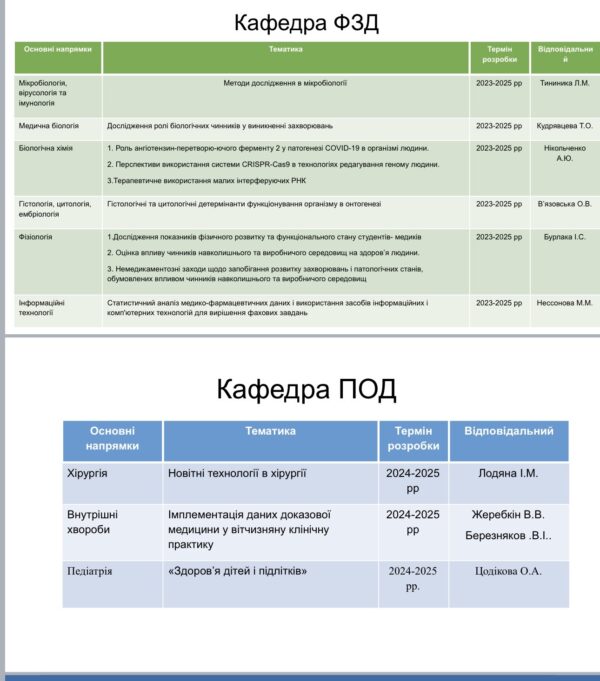 Кафедра ФЗД
Основні напрямки	Тематика	Термін розробки	Відповідальний
Мікробіологія, вірусологія та імунологія	Методи дослідження в мікробіології	2023-2025 рр	Тининика Л.М.
Медична біологія	Дослідження ролі біологічних чинників у виникненні захворювань	2023-2025 рр	Кудрявцева Т.О.
Біологічна хімія	1. Роль ангіотензин-перетворю-ючого ферменту 2 у патогенезі COVID-19 в організмі людини.	2023-2025 рр	Нікольченко А.Ю.
2. Перспективи використання системи CRISPR-Cas9 в технологіях редагування геному людини.
3.Терапевтичне використання малих інтерферуючих РНК
Гістологія, цитологія, ембріологія	Гістологічні та цитологічні детермінанти функціонування організму в онтогенезі	2023-2025 рр	В'язовська О.В.
Фізіологія	1.Дослідження показників фізичного розвитку та функціонального стану студентів- медиків	2023-2025 рр	Бурлака І.С.
2. Оцінка впливу чинників навколишнього та виробничого середовищ на здоров'я людини.
3. Немедикаментозні заходи щодо запобігання розвитку захворювань і патологічних станів,
обумовлених впливом чинників навколишнього та виробничого середовищ
Інформаційні технології	Статистичний аналіз медико-фармацевтичних даних і використання засобів інформаційних і комп'ютерних технологій для вирішення фахових завдань	2023-2025 рр	Нессонова М.М.
Кафедра ПОД
Основні напрямки	Тематика	Термін розробки	Відповідальний
Хірургія	Новітні технології в хірургії	2024-2025 рр	Лодяна І.М.
Внутрішні хвороби	Імплементація даних доказової медицини у вітчизняну клінічну практику	2024-2025 рр	Жеребкін В.В.
Березняков .В.І..
Педіатрія	«Здоров'я дітей і підлітків»	2024-2025 рр.	Цодікова О.А.